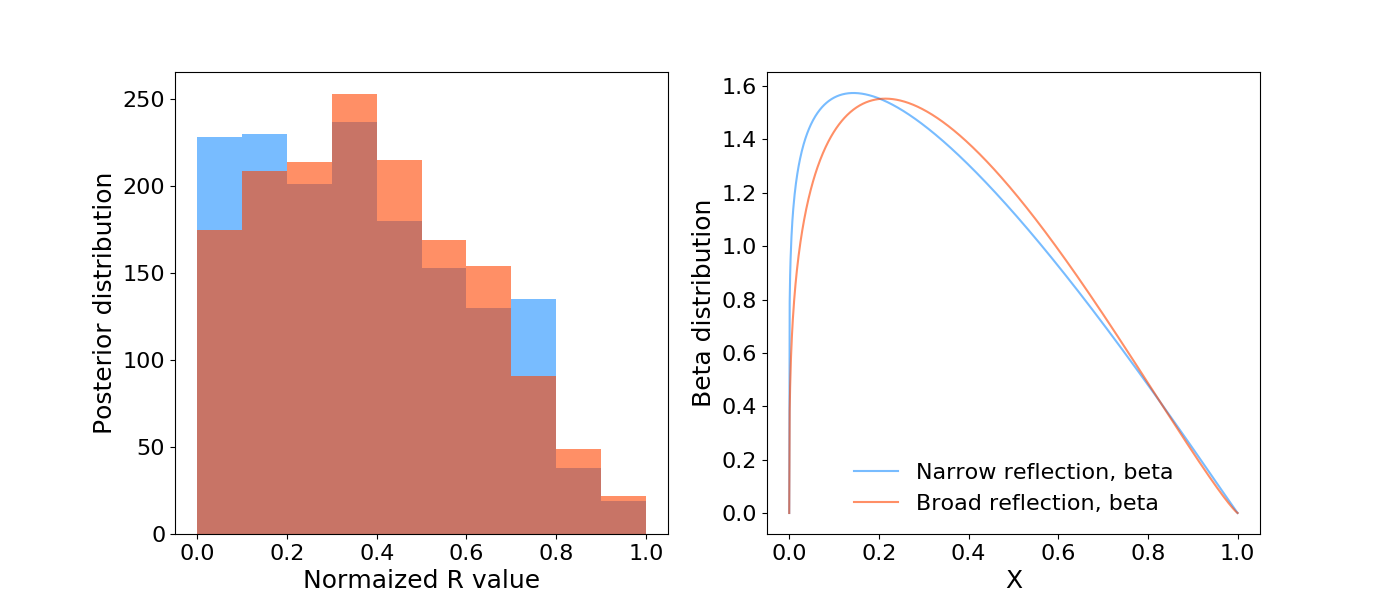 Posterior distribution
250
200
150
100
50
0
0.0 0.2 0.4 0.6 0.8 1.0
Normaized R value
Beta distribution
1.6
1.4
1.2
1.0
0.8
0.6
0.4
0.2
0.0
Narrow reflection, beta
Broad reflection, beta
0.0 0.2 0.4 0.6 0.8 1.0
X